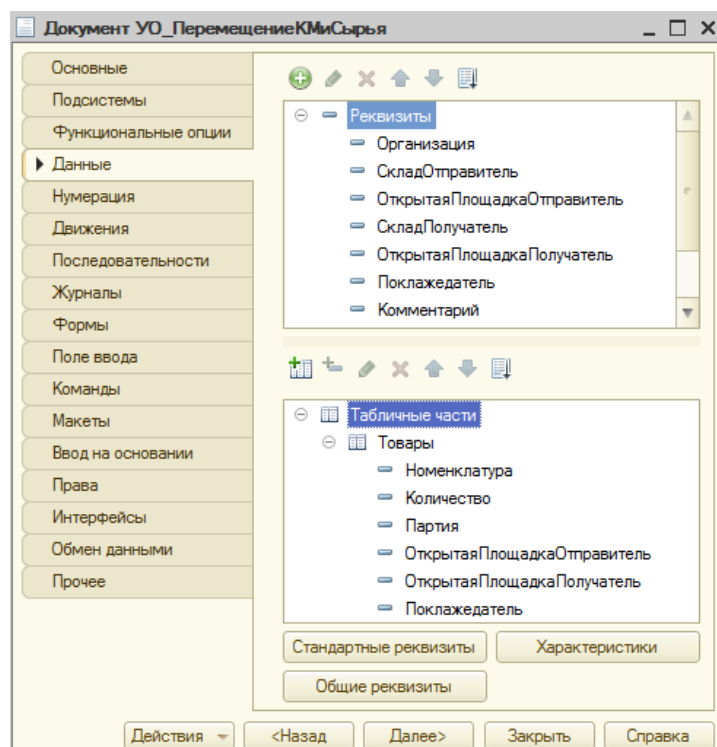 Документ УО_ПеремещениеКМиСырья
Основные
Подсистемы
Функциональные опции
Данные
Нумерация
Движения
Последовательности
Журналы
Формы
Поле ввода
Команды
Макеты
Ввод на основании
Права
Интерфейсы
Обмен данными
Прочее
Реквизиты
Организация
СкладОтправитель
ОткрытаяПлощадкаОтправитель
СкладПолучатель
ОткрытаяПлощадкаПолучатель
Поклажедатель
Комментарий
Табличные части
Товары
Номенклатура
Количество
Партия
ОткрытаяПлощадкаОтправитель
ОткрытаяПлощадкаПолучатель
Поклажедатель
Стандартные реквизиты
Характеристики
Общие реквизиты
Действия
<Назад
Далее>
Закрыть
Справка